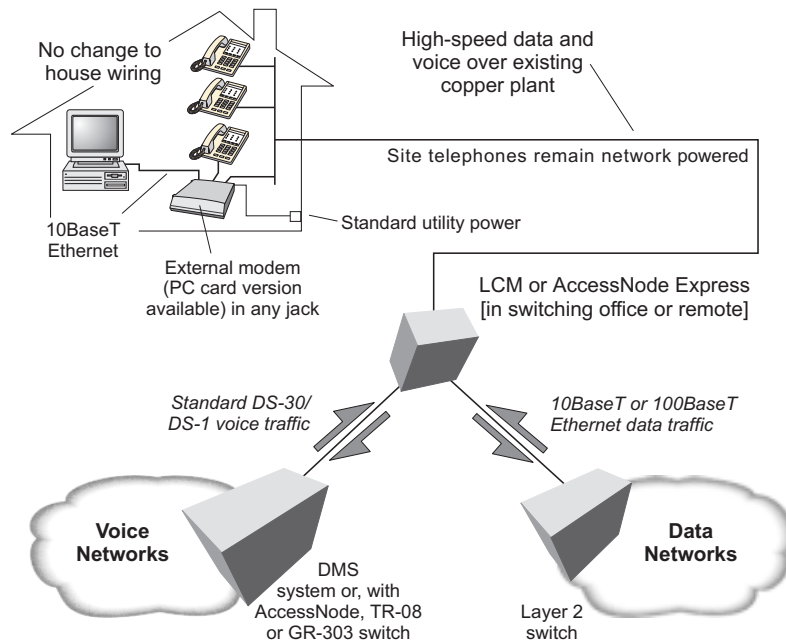 No change to
house wiring
High-speed data and
voice over existing
copper plant
Site telephones remain network powered
10BaseT
Ethernet
Standard utility power
External modem
(PC card version
available) in any jack
LCM or AccessNode Express
[in switching office or remote]
Standard DS-30/
DS-1 voice traffic
10BaseT or 100BaseT
Ethernet data traffic
Voice
Networks
Data
Networks
DMS
system or, with
AccessNode, TR-08
or GR-303 switch
Layer 2
switch